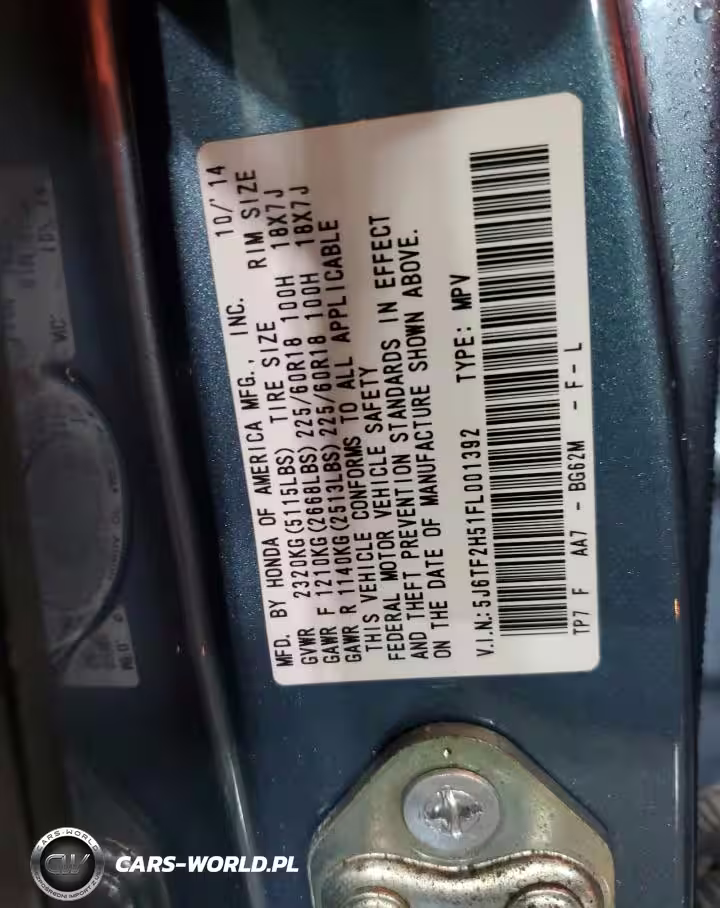 MFD. BY HONDA OF AMERICA MFG., INC. 10/'14
GVWR 2320KG(5115LBS) TIRE SIZE RIM SIZE
GAWR F 1210KG(2668LBS) 225/60R18 100H 18X7J
GAWR R 1140KG(2513LBS) 225/60R18 100H 18X7J
THIS VEHICLE CONFORMS TO ALL APPLICABLE
FEDERAL MOTOR VEHICLE SAFETY
AND THEFT PREVENTION STANDARDS IN EFFECT
ON THE DATE OF MANUFACTURE SHOWN ABOVE.
V.I.N.: 5J6TF2H51FL001392 TYPE: MPV
TP7 F AA7 - BG62M - F - L
CARS-WORLD
CW
CARS-WORLD.PL